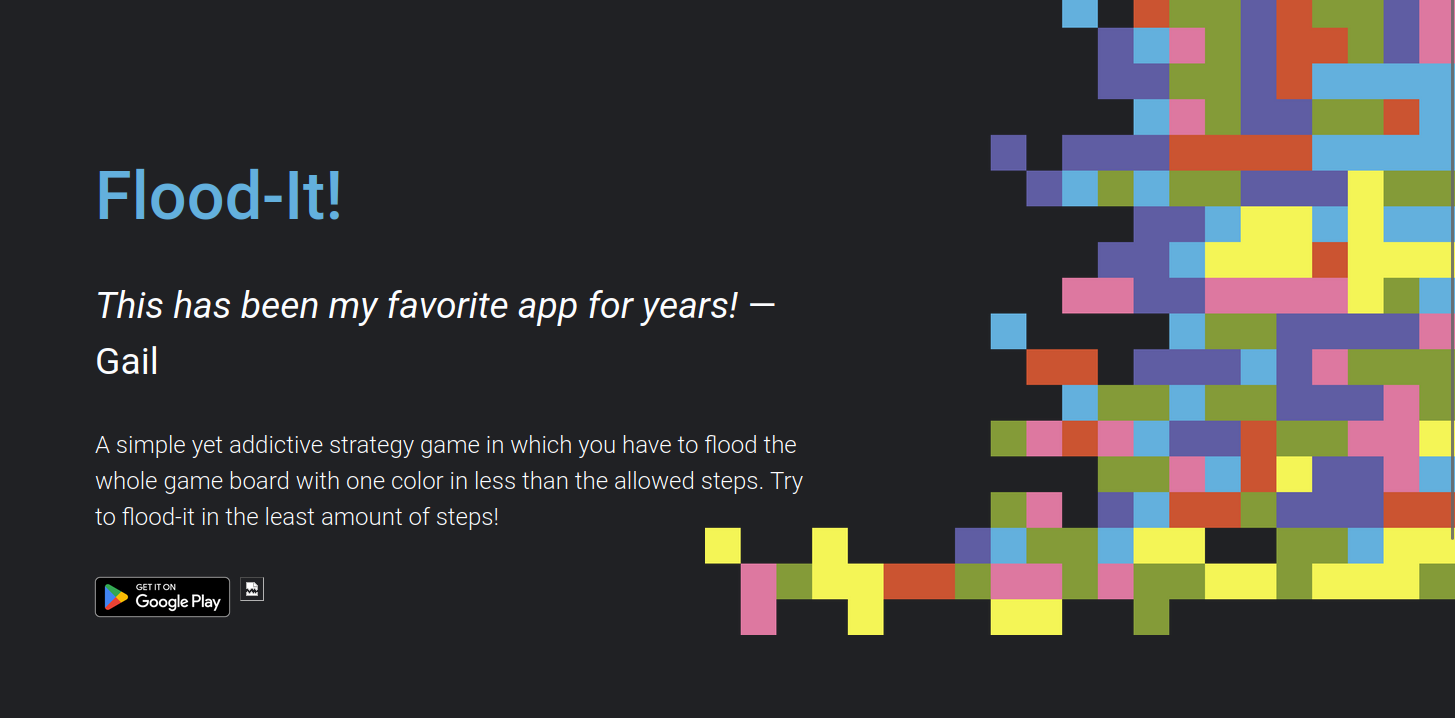 Flood-It!
This has been my favorite app for years! —
Gail
A simple yet addictive strategy game in which you have to flood the
whole game board with one color in less than the allowed steps. Try
to flood-it in the least amount of steps!
GET IT ON
Google Play